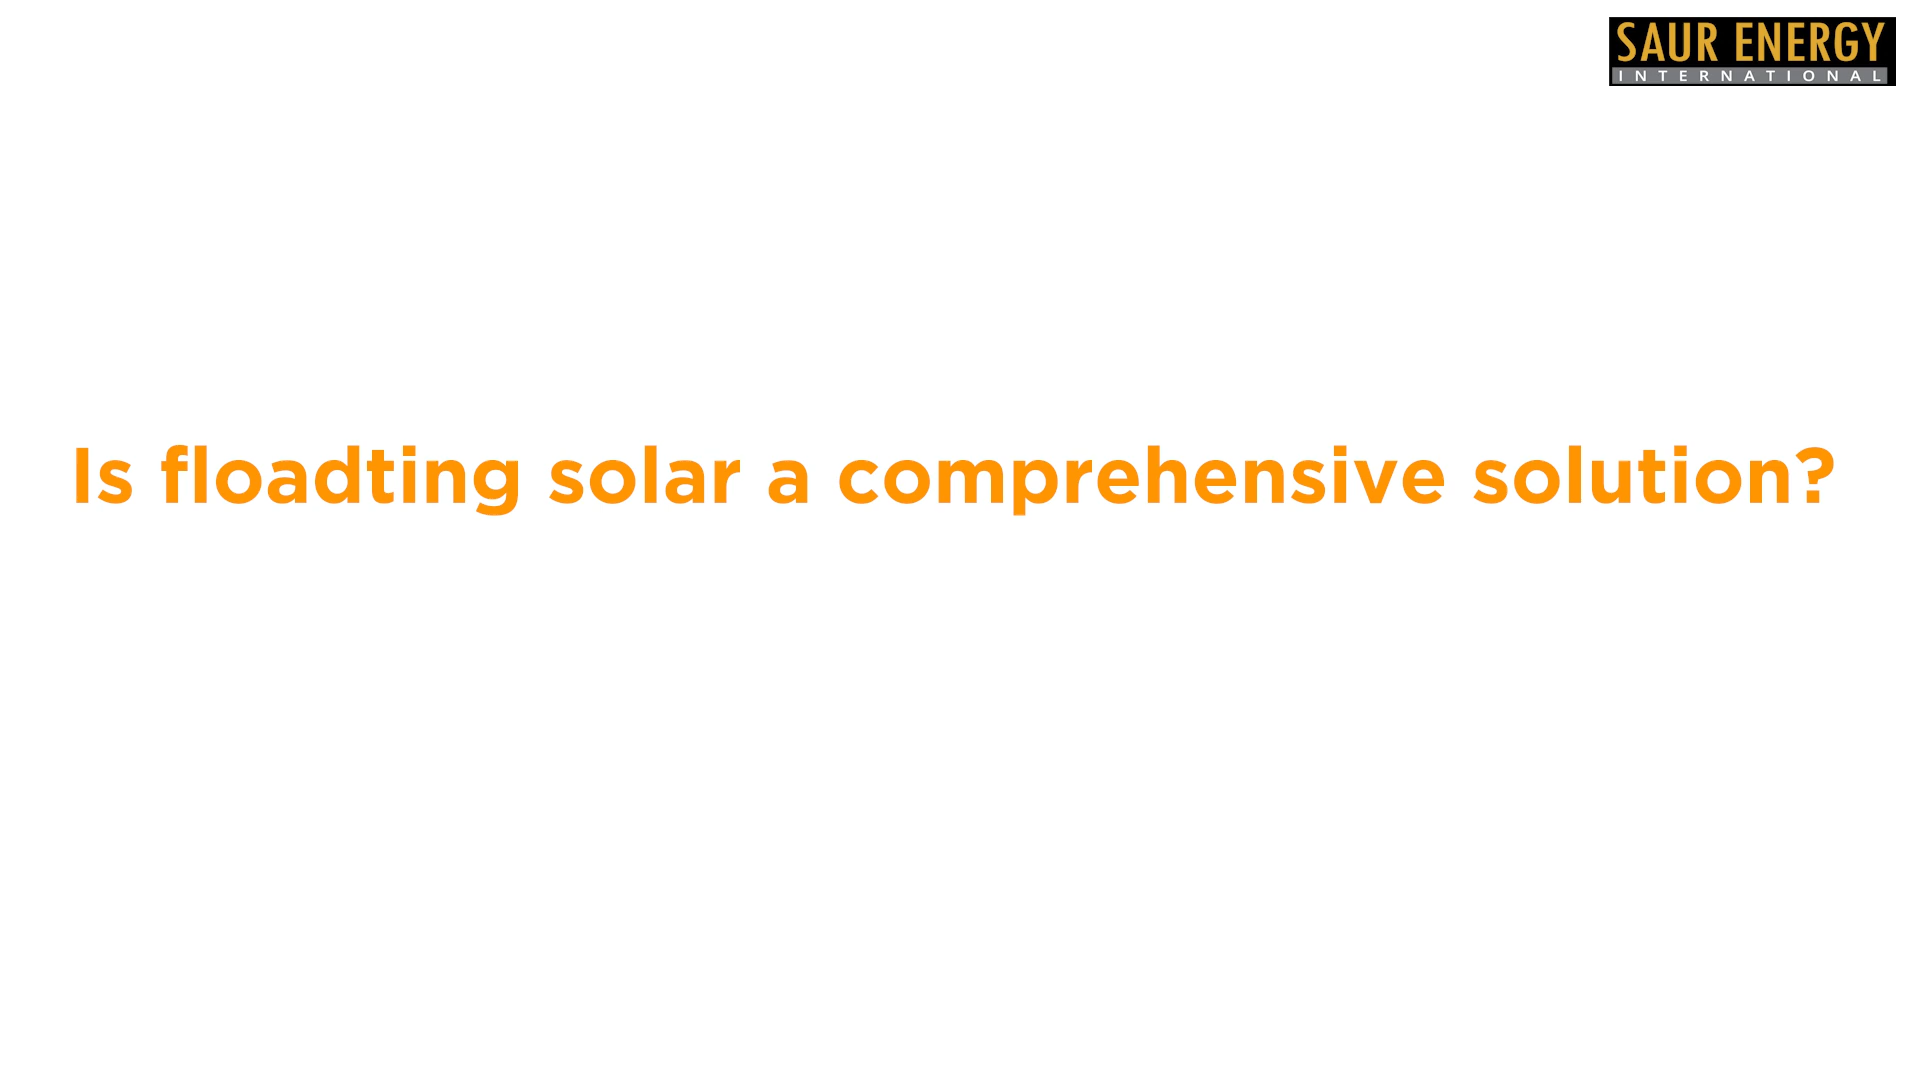 SAUR ENERGY
INTERNATIONAL
Is floadting solar a comprehensive solution?